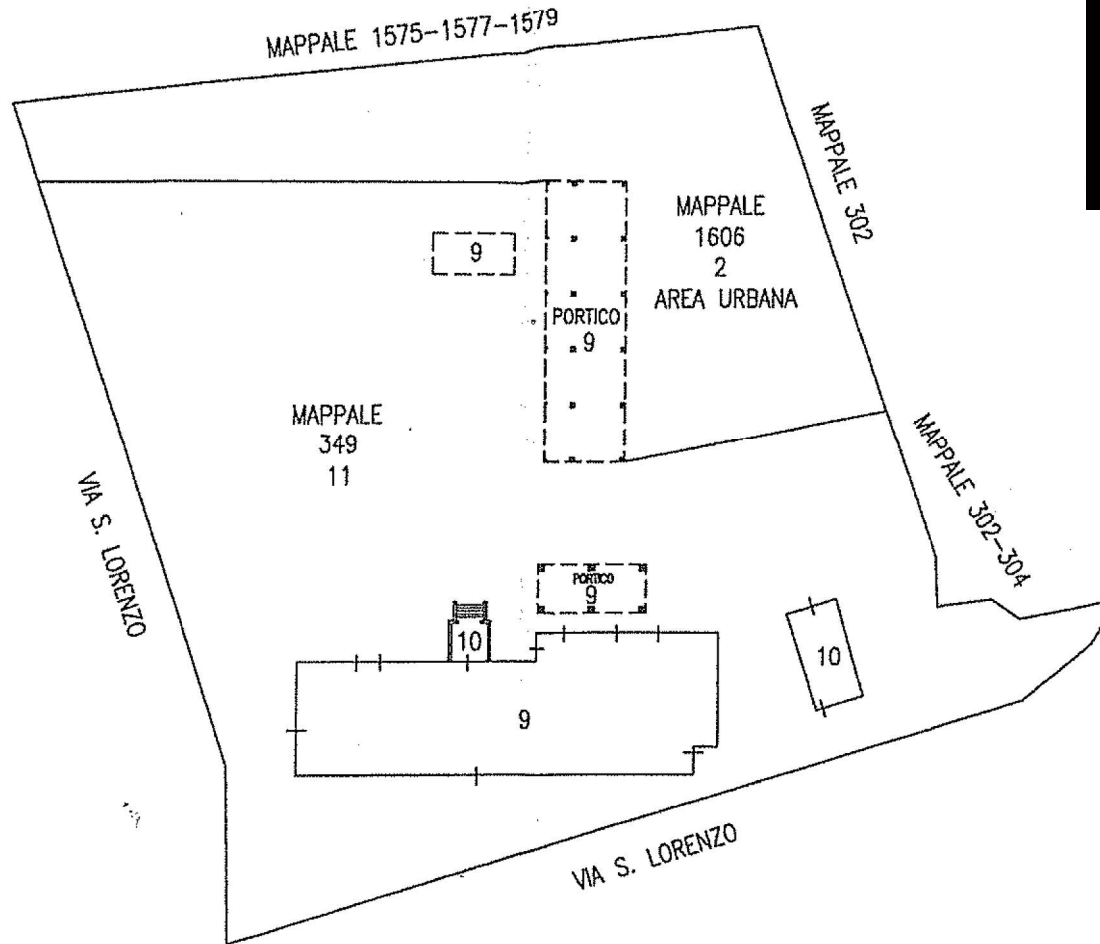 MAPPALE 1575-1577-1579
MAPPALE 302
MAPPALE
1606
2
AREA URBANA
9
PORTICO
9
MAPPALE
349
11
MAPPALE 302-304
VIA S. LORENZO
PORTICO
9
10
10
9
VIA S. LORENZO